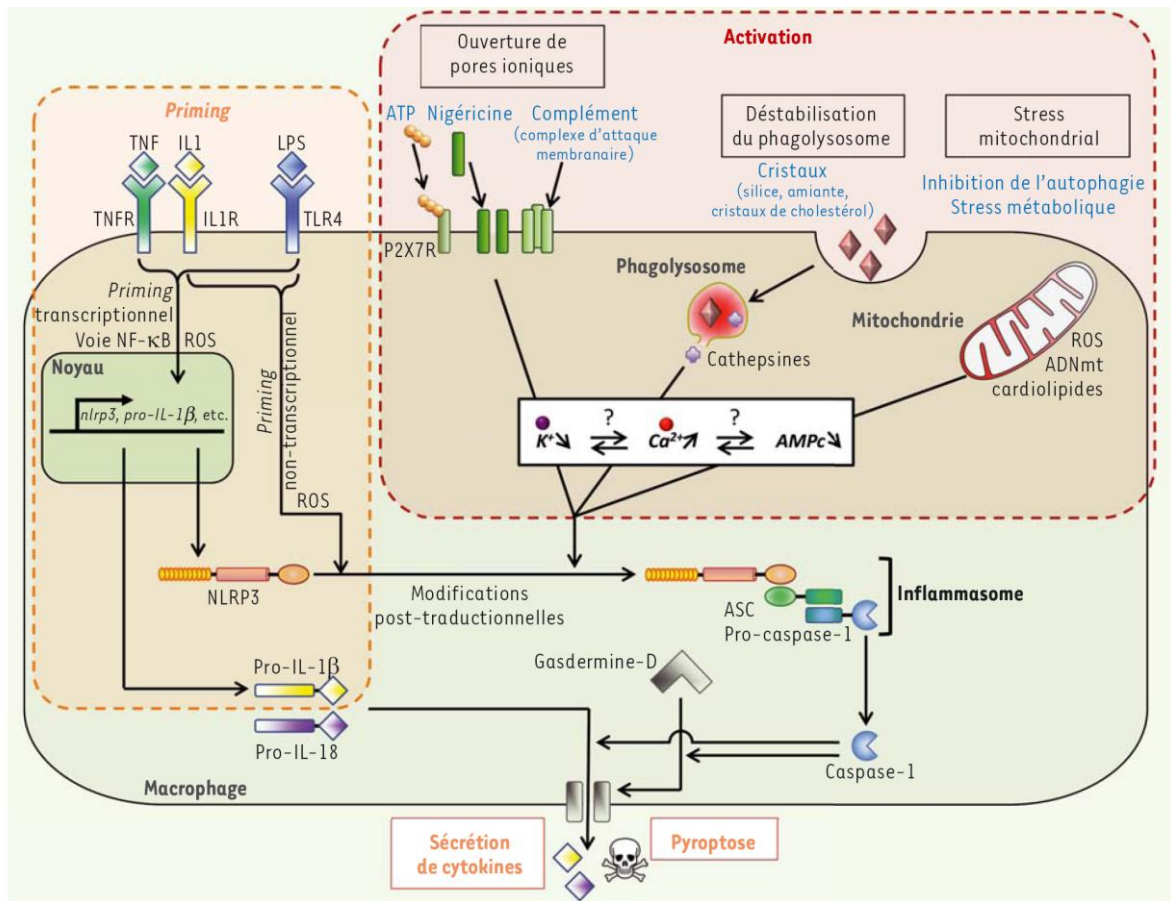 Activation
Ouverture de
pores ioniques
Priming
ATP Nigéricine Complément
(complexe d'attaque
membranaire)
Déstabilisation
du phagolysosome
Stress
mitochondrial
TNF IL1 LPS
Cristaux
(silice, amiante,
cristaux de cholestérol)
Inhibition de l'autophagie
Stress métabolique
TNFR IL1R TLR4
P2X7R
Phagolysosome
Priming
transcriptionnel
Voie NF-κB ROS
Priming
non-transcriptionnel
Mitochondrie
ROS
ADNmt
cardiolipides
Cathepsines
Noyau
nlrp3, pro-IL-1β, etc.
K+↘ ? ⇌ Ca2+↗ ? ⇌ AMPc↘
ROS
NLRP3
Modifications
post-traductionnelles
ASC
Pro-caspase-1
Inflammasome
Gasdermine-D
Pro-IL-1β
Pro-IL-18
Caspase-1
Macrophage
Sécrétion
de cytokines
Pyroptose